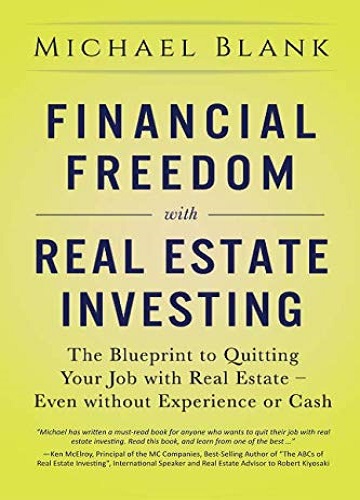 MICHAEL BLANK
FINANCIAL
FREEDOM
with
REAL ESTATE
INVESTING
The Blueprint to Quitting
Your Job with Real Estate –
Even without Experience or Cash
"Michael has written a must-read book for anyone who wants to quit their job with real
estate investing. Read this book, and learn from one of the best ..."
—Ken McElroy, Principal of the MC Companies, Best-Selling Author of "The ABCs of
Real Estate Investing", International Speaker and Real Estate Advisor to Robert Kiyosaki